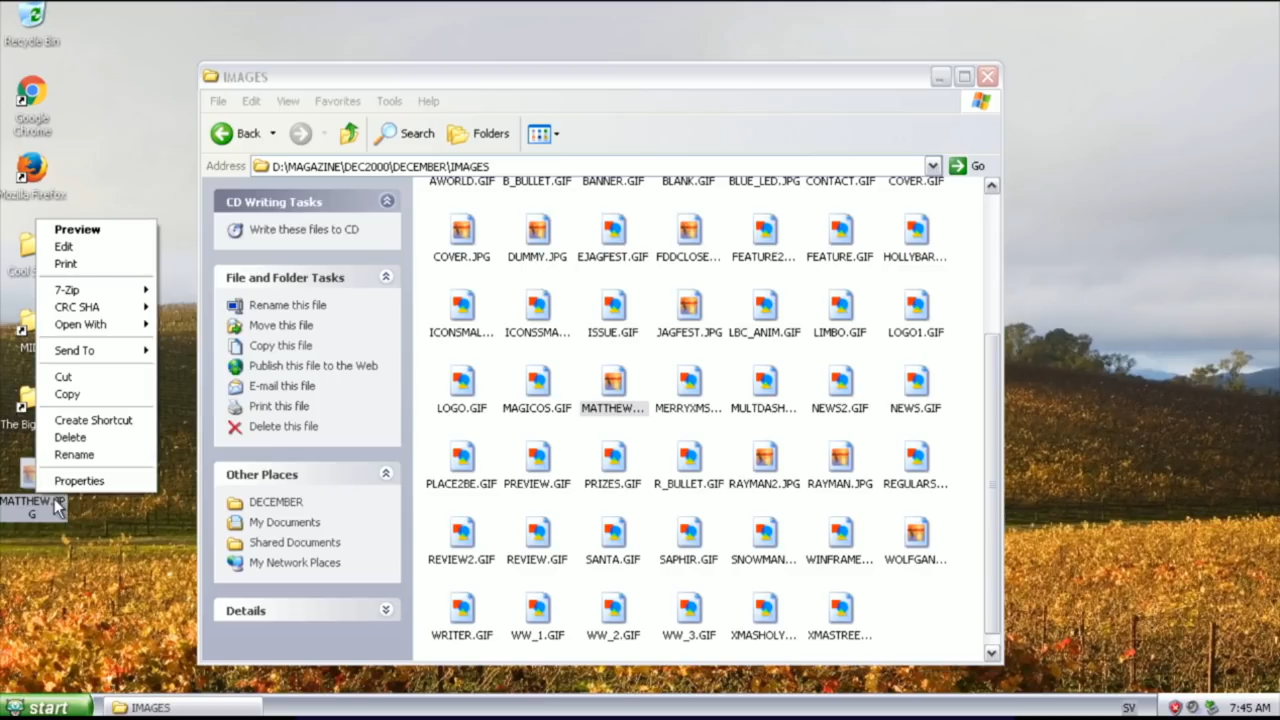 Recycle Bin
Google
Chrome
Mozilla Firefox
Cool
MID
The Big
MATTHEW.JP
G
Preview
Edit
Print
7-Zip
CRC SHA
Open With
Send To
Cut
Copy
Create Shortcut
Delete
Rename
Properties
IMAGES
File Edit View Favorites Tools Help
Back Search Folders
Address D:\MAGAZINE\DEC2000\DECEMBER\IMAGES Go
CD Writing Tasks
Write these files to CD
File and Folder Tasks
Rename this file
Move this file
Copy this file
Publish this file to the Web
E-mail this file
Print this file
Delete this file
Other Places
DECEMBER
My Documents
Shared Documents
My Network Places
Details
AWORLD.GIF B_BULLET.GIF BANNER.GIF BLANK.GIF BLUE_LED.JPG CONTACT.GIF COVER.GIF
COVER.JPG DUMMY.JPG EJAGFEST.GIF FDDCLOSE... FEATURE2... FEATURE.GIF HOLLYBAR...
ICONSMAL... ICONSSMA... ISSUE.GIF JAGFEST.JPG LBC_ANIM.GIF LIMBO.GIF LOGO1.GIF
LOGO.GIF MAGICOS.GIF MATTHEW... MERRYXMS... MULTDASH... NEWS2.GIF NEWS.GIF
PLACE2BE.GIF PREVIEW.GIF PRIZES.GIF R_BULLET.GIF RAYMAN2.JPG RAYMAN.JPG REGULARS...
REVIEW2.GIF REVIEW.GIF SANTA.GIF SAPHIR.GIF SNOWMAN... WINFRAME... WOLFGAN...
WRITER.GIF WW_1.GIF WW_2.GIF WW_3.GIF XMASHOLY... XMASTREE...
start IMAGES SV 7:45 AM